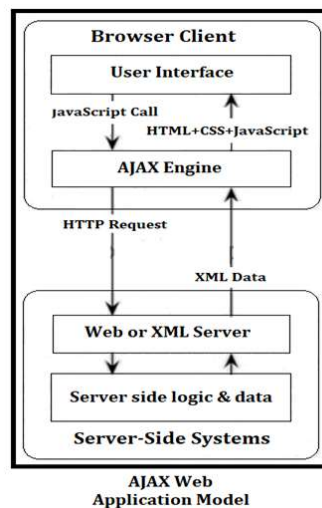 Browser Client
User Interface
JavaScript Call
HTML+CSS+JavaScript
AJAX Engine
HTTP Request
XML Data
Web or XML Server
Server side logic & data
Server-Side Systems
AJAX Web
Application Model